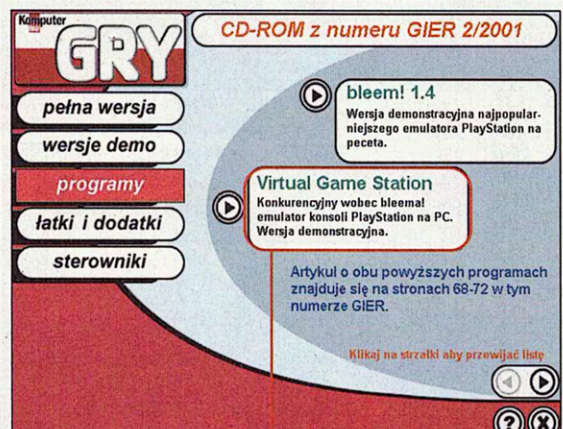 Komputer
GRY
CD-ROM z numeru GIER 2/2001
pełna wersja
wersje demo
programy
łatki i dodatki
sterowniki
bleem! 1.4
Wersja demonstracyjna najpopular-
niejszego emulatora PlayStation na
peceta.
Virtual Game Station
Konkurencyjny wobec bleema!
emulator konsoli PlayStation na PC.
Wersja demonstracyjna.
Artykuł o obu powyższych programach
znajduje się na stronach 68-72 w tym
numerze GIER.
Klikaj na strzałki aby przewijać listę
?
X